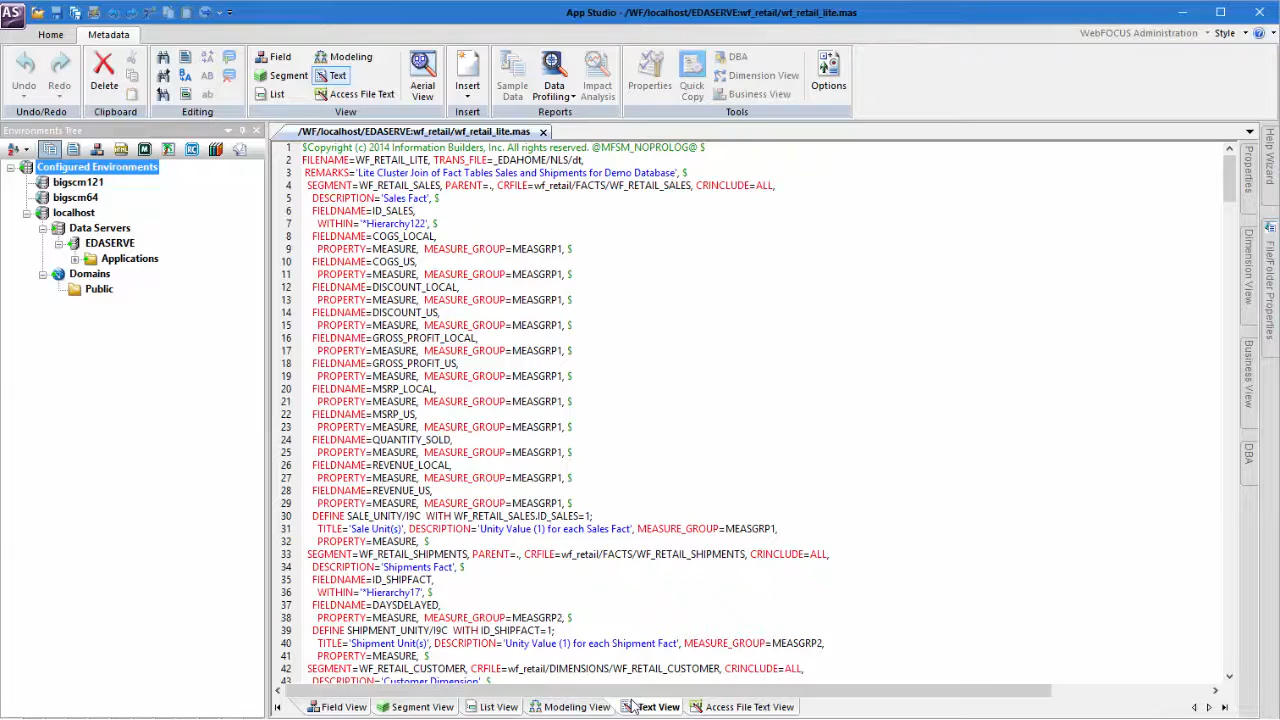 AS
App Studio - /WF/localhost/EDASERVE:wf_retail/wf_retail_lite.mas
Home
Metadata
WebFOCUS Administration
Style
Undo
Redo
Delete
Field
Segment
List
Modeling
Text
Access File Text
Aerial View
Insert
Sample Data
Data Profiling
Impact Analysis
Properties
Quick Copy
DBA
Dimension View
Business View
Options
Undo/Redo
Clipboard
Editing
View
Insert
Reports
Tools
Environments Tree
/WF/localhost/EDASERVE:wf_retail/wf_retail_lite.mas
Configured Environments
bigscm121
bigscm64
localhost
Data Servers
EDASERVE
Applications
Domains
Public
1 $Copyright (c) 2014 Information Builders, Inc. All rights reserved. @MFSM_NOPROLOG@ $
2 FILENAME=WF_RETAIL_LITE, TRANS_FILE=_EDAHOME/NLS/dt,
3 REMARKS='Lite Cluster Join of Fact Tables Sales and Shipments for Demo Database', $
4 SEGMENT=WF_RETAIL_SALES, PARENT=., CRFILE=wf_retail/FACTS/WF_RETAIL_SALES, CRINCLUDE=ALL,
5 DESCRIPTION='Sales Fact', $
6 FIELDNAME=ID_SALES,
7 WITHIN='*Hierarchy122', $
8 FIELDNAME=COGS_LOCAL,
9 PROPERTY=MEASURE, MEASURE_GROUP=MEASGRP1, $
10 FIELDNAME=COGS_US,
11 PROPERTY=MEASURE, MEASURE_GROUP=MEASGRP1, $
12 FIELDNAME=DISCOUNT_LOCAL,
13 PROPERTY=MEASURE, MEASURE_GROUP=MEASGRP1, $
14 FIELDNAME=DISCOUNT_US,
15 PROPERTY=MEASURE, MEASURE_GROUP=MEASGRP1, $
16 FIELDNAME=GROSS_PROFIT_LOCAL,
17 PROPERTY=MEASURE, MEASURE_GROUP=MEASGRP1, $
18 FIELDNAME=GROSS_PROFIT_US,
19 PROPERTY=MEASURE, MEASURE_GROUP=MEASGRP1, $
20 FIELDNAME=MSRP_LOCAL,
21 PROPERTY=MEASURE, MEASURE_GROUP=MEASGRP1, $
22 FIELDNAME=MSRP_US,
23 PROPERTY=MEASURE, MEASURE_GROUP=MEASGRP1, $
24 FIELDNAME=QUANTITY_SOLD,
25 PROPERTY=MEASURE, MEASURE_GROUP=MEASGRP1, $
26 FIELDNAME=REVENUE_LOCAL,
27 PROPERTY=MEASURE, MEASURE_GROUP=MEASGRP1, $
28 FIELDNAME=REVENUE_US,
29 PROPERTY=MEASURE, MEASURE_GROUP=MEASGRP1, $
30 DEFINE SALE_UNITY/I9C WITH WF_RETAIL_SALES.ID_SALES=1;
31 TITLE='Sale Unit(s)', DESCRIPTION='Unity Value (1) for each Sales Fact', MEASURE_GROUP=MEASGRP1,
32 PROPERTY=MEASURE, $
33 SEGMENT=WF_RETAIL_SHIPMENTS, PARENT=., CRFILE=wf_retail/FACTS/WF_RETAIL_SHIPMENTS, CRINCLUDE=ALL,
34 DESCRIPTION='Shipments Fact', $
35 FIELDNAME=ID_SHIPFACT,
36 WITHIN='*Hierarchy17', $
37 FIELDNAME=DAYSDELAYED,
38 PROPERTY=MEASURE, MEASURE_GROUP=MEASGRP2, $
39 DEFINE SHIPMENT_UNITY/I9C WITH ID_SHIPFACT=1;
40 TITLE='Shipment Unit(s)', DESCRIPTION='Unity Value (1) for each Shipment Fact', MEASURE_GROUP=MEASGRP2,
41 PROPERTY=MEASURE, $
42 SEGMENT=WF_RETAIL_CUSTOMER, CRFILE=wf_retail/DIMENSIONS/WF_RETAIL_CUSTOMER, CRINCLUDE=ALL,
43 DESCRIPTION='Customer Dimension', $
Field View
Segment View
List View
Modeling View
Text View
Access File Text View
Properties
Dimension View
Business View
DBA
Help Wizard
File/Folder Properties